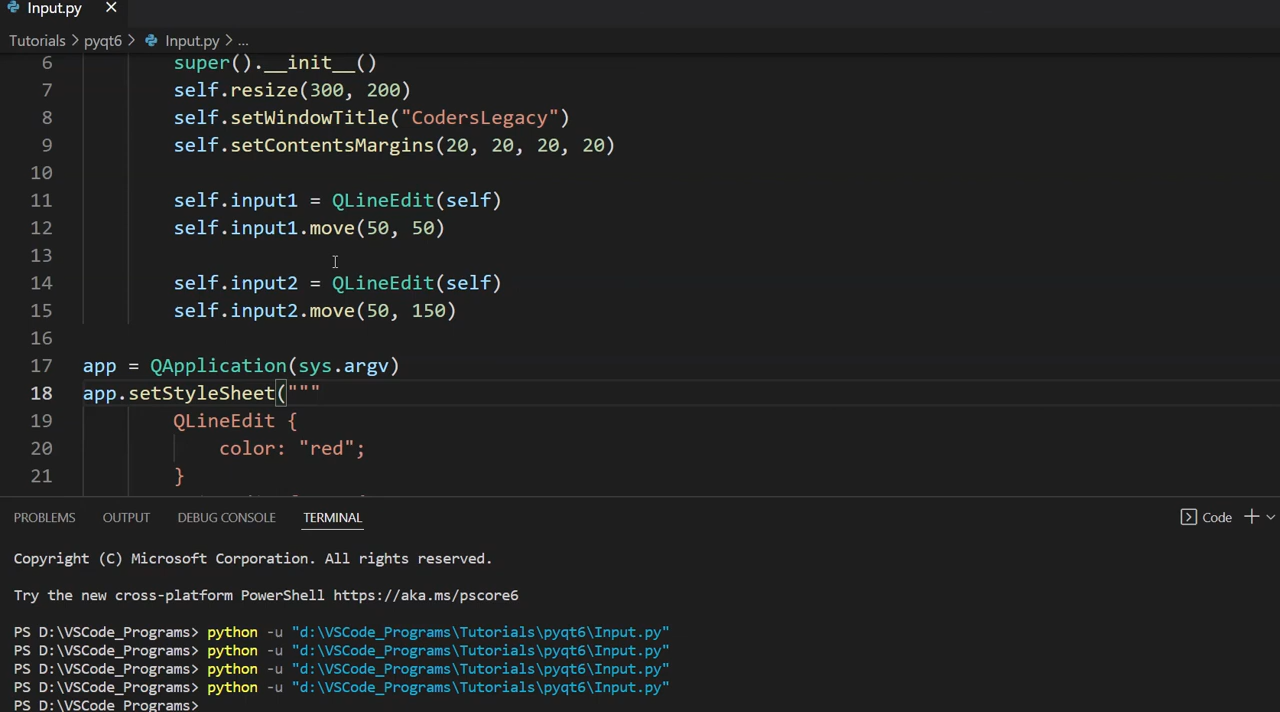 Input.py
Tutorials > pyqt6 > Input.py > ...
6 super().__init__()
7 self.resize(300, 200)
8 self.setWindowTitle("CodersLegacy")
9 self.setContentsMargins(20, 20, 20, 20)
10
11 self.input1 = QLineEdit(self)
12 self.input1.move(50, 50)
13
14 self.input2 = QLineEdit(self)
15 self.input2.move(50, 150)
16
17 app = QApplication(sys.argv)
18 app.setStyleSheet("""
19 QLineEdit {
20 color: "red";
21 }
PROBLEMS OUTPUT DEBUG CONSOLE TERMINAL Code
Copyright (C) Microsoft Corporation. All rights reserved.
Try the new cross-platform PowerShell https://aka.ms/pscore6
PS D:\VSCode_Programs> python -u "d:\VSCode_Programs\Tutorials\pyqt6\Input.py"
PS D:\VSCode_Programs> python -u "d:\VSCode_Programs\Tutorials\pyqt6\Input.py"
PS D:\VSCode_Programs> python -u "d:\VSCode_Programs\Tutorials\pyqt6\Input.py"
PS D:\VSCode_Programs> python -u "d:\VSCode_Programs\Tutorials\pyqt6\Input.py"
PS D:\VSCode_Programs>